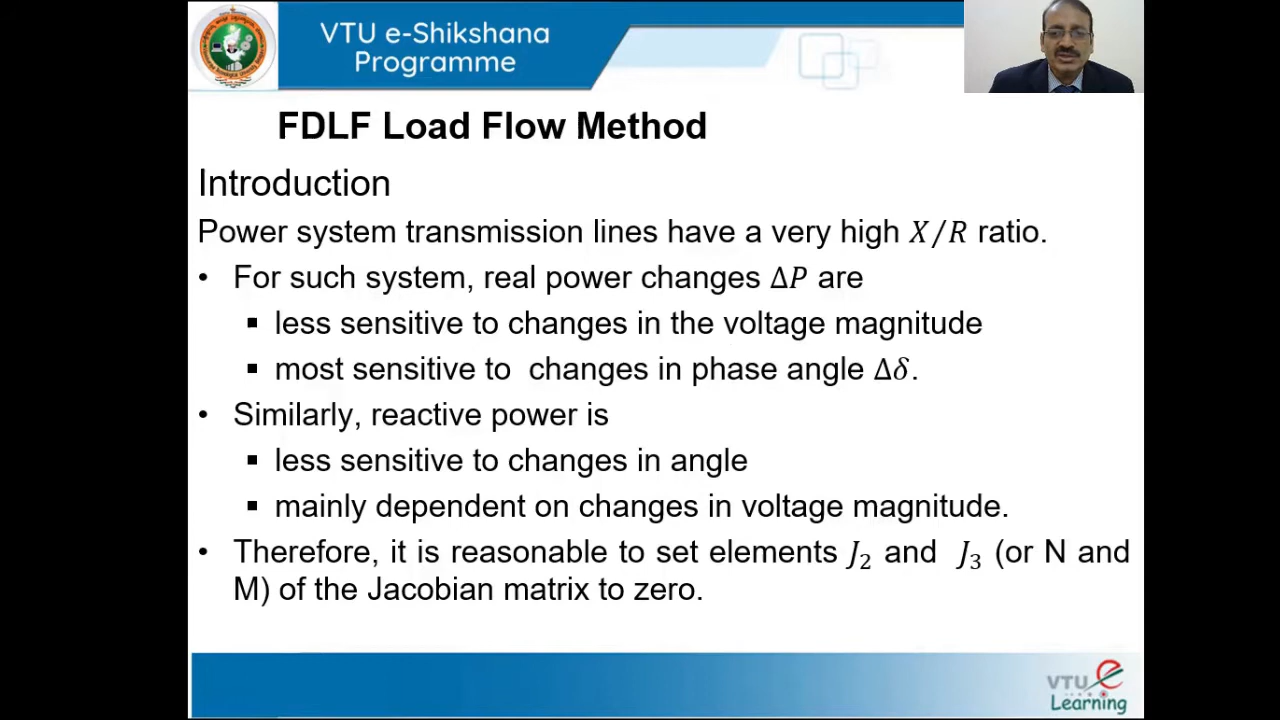 VTU e-Shikshana
Programme
FDLF Load Flow Method
Introduction
Power system transmission lines have a very high X/R ratio.
• For such system, real power changes ΔP are
▪ less sensitive to changes in the voltage magnitude
▪ most sensitive to changes in phase angle Δδ.
• Similarly, reactive power is
▪ less sensitive to changes in angle
▪ mainly dependent on changes in voltage magnitude.
• Therefore, it is reasonable to set elements J₂ and J₃ (or N and
M) of the Jacobian matrix to zero.
VTU e
Learning